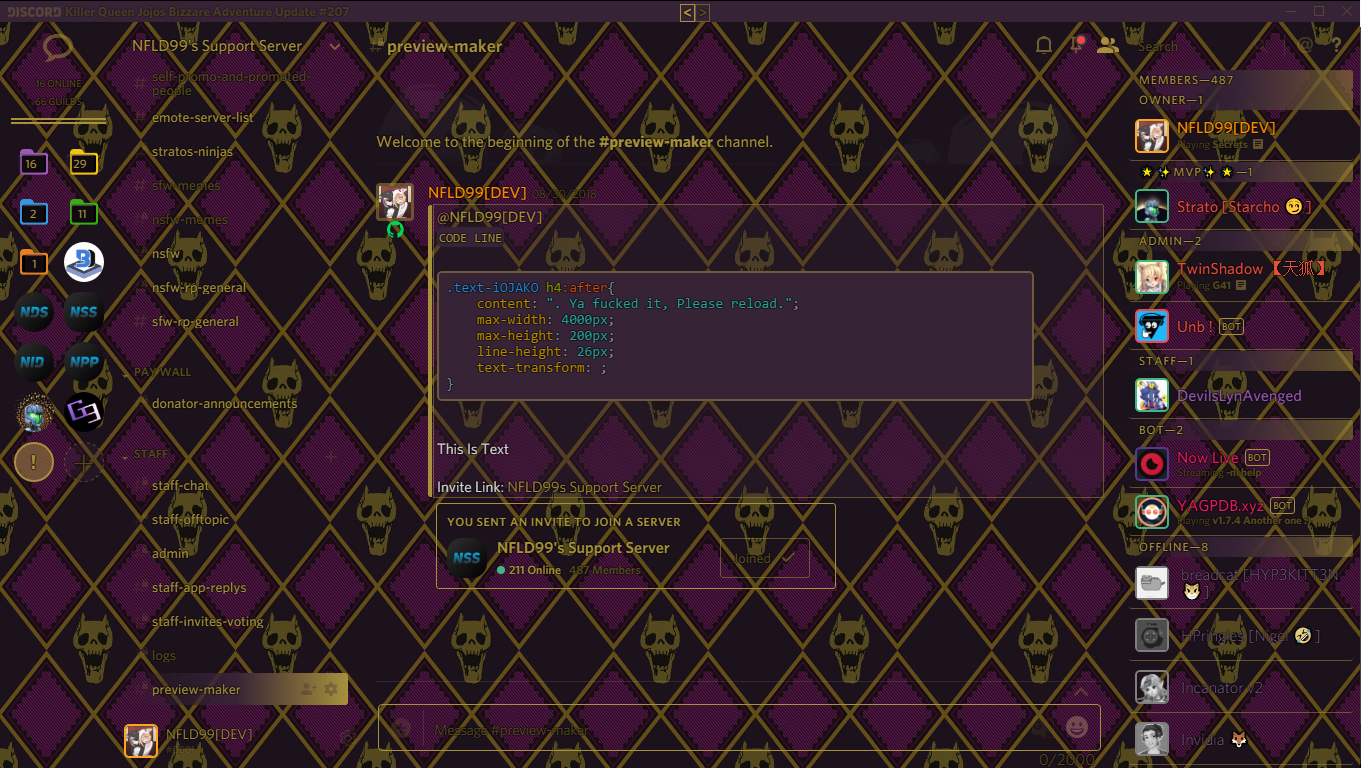 DISCORD Killer Queen Jojos Bizzare Adventure Update #207
< >
16 ONLINE
66 GUILDS
16
29
2
11
1
NDS
NSS
NID
NPP
!
NFLD99's Support Server
self-promo-and-promoted-
people
emote-server-list
stratos-ninjas
sfw-memes
nsfw-memes
nsfw
nsfw-rp-general
sfw-rp-general
PAY WALL
donator-announcements
STAFF
staff-chat
staff-offtopic
admin
staff-app-replys
staff-invites-voting
logs
preview-maker
NFLD99[DEV]
# preview-maker
Search
Welcome to the beginning of the #preview-maker channel.
NFLD99[DEV] 08/30/2018
@NFLD99[DEV]
CODE LINE
.text-iOJAKO h4:after{
content: ". Ya fucked it, Please reload.";
max-width: 4000px;
max-height: 200px;
line-height: 26px;
text-transform: ;
}
This Is Text
Invite Link: NFLD99s Support Server
YOU SENT AN INVITE TO JOIN A SERVER
NSS
NFLD99's Support Server
211 Online 487 Members
Joined
Message #preview-maker
0/2000
MEMBERS—487
OWNER—1
NFLD99[DEV]
Playing Secrets
MVP —1
Strato [Starcho 😏 ]
ADMIN—2
TwinShadow 【天狐】
Playing G41
Unb ! BOT
STAFF—1
DevilsLynAvenged
BOT—2
Now Live BOT
Streaming -nl help
YAGPDB.xyz BOT
Playing v1.7.4 Another one :
OFFLINE—8
breadcat [HYP3K1TT3N
]
HPringles [Nigel 🤣 ]
Incanator v2
Invidia 🦊